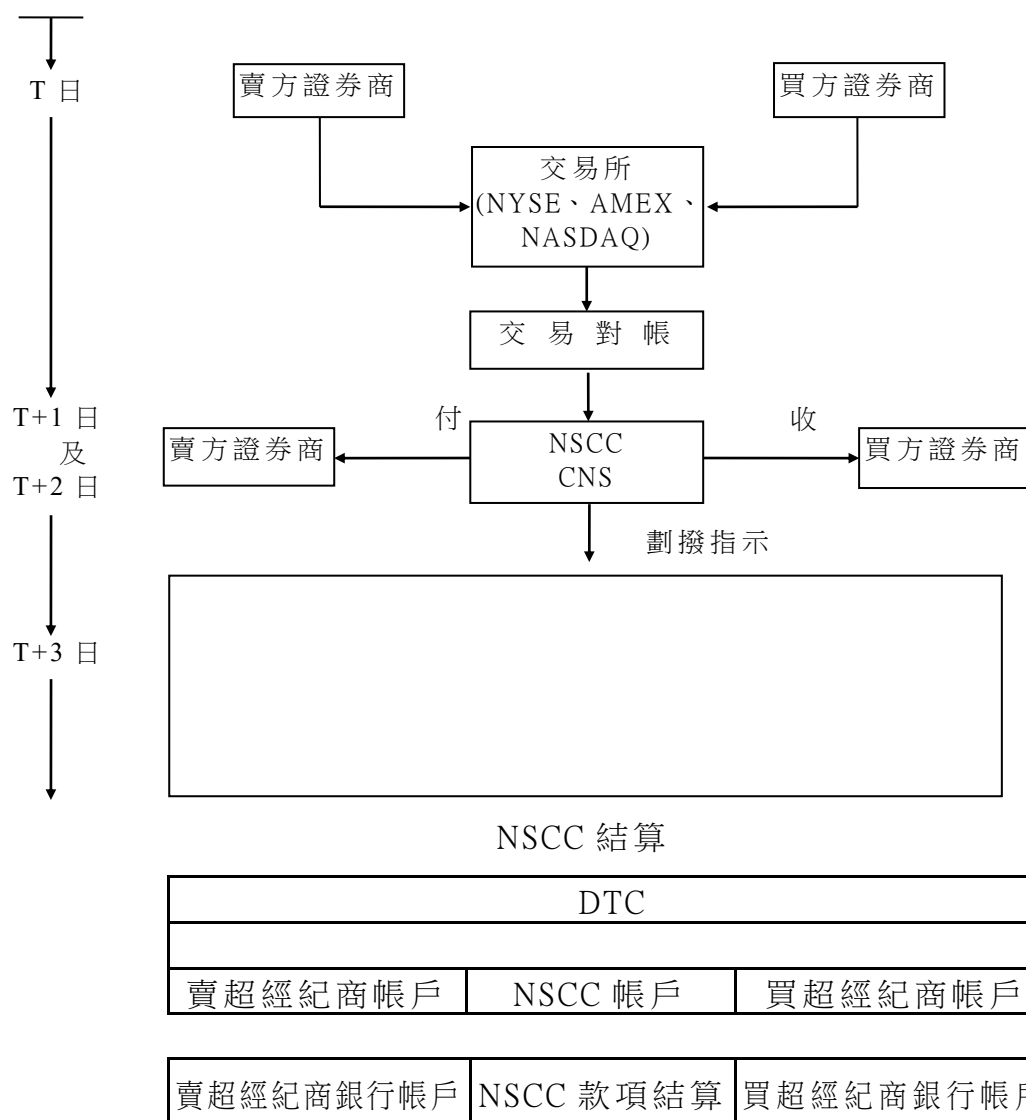 T 日
賣方證券商
買方證券商
交易所
(NYSE、AMEX、
NASDAQ)
交 易 對 帳
T+1 日
及
T+2 日
付
收
賣方證券商
NSCC
CNS
買方證券商
劃撥指示
T+3 日
NSCC 結算
DTC
賣超經紀商帳戶
NSCC 帳戶
買超經紀商帳戶
賣超經紀商銀行帳戶
NSCC 款項結算
買超經紀商銀行帳戶